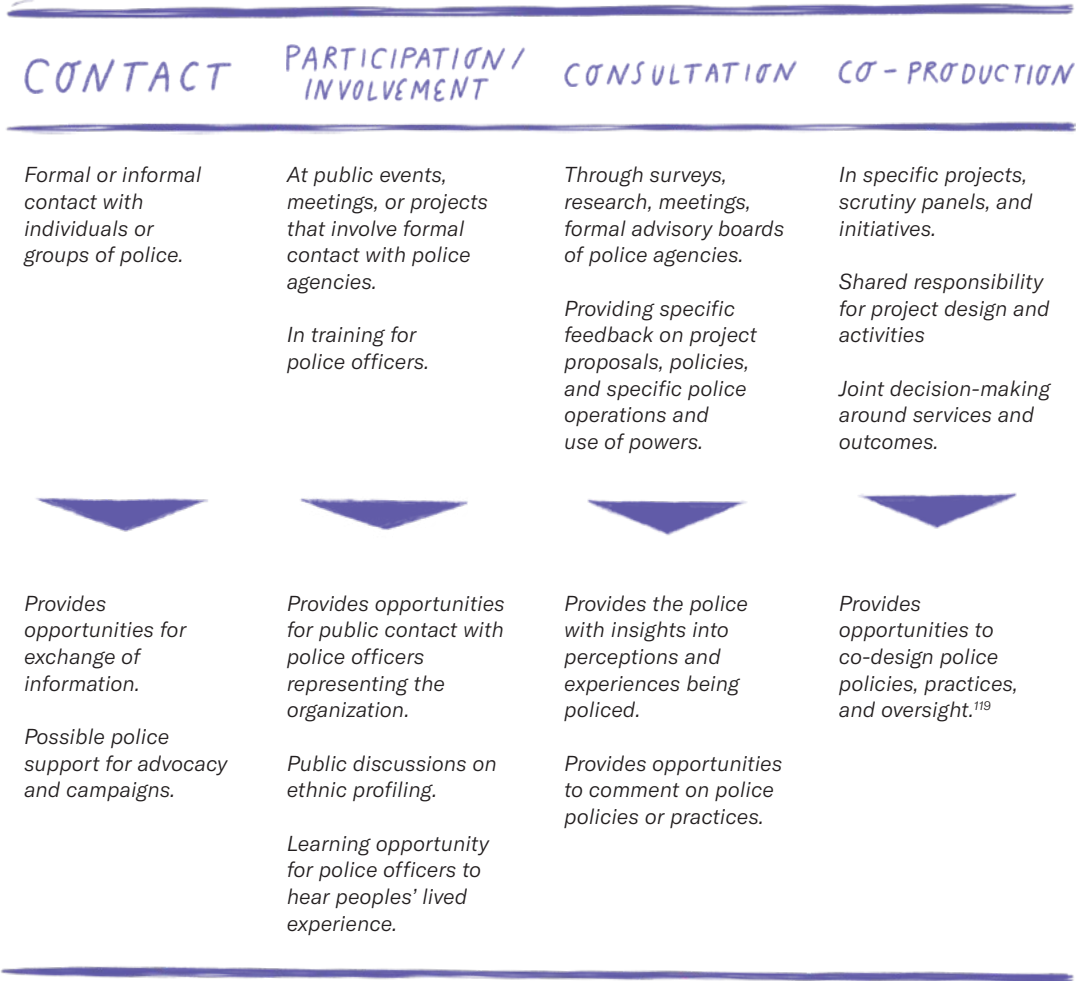 CONTACT
PARTICIPATION/
INVOLVEMENT
CONSULTATION
CO-PRODUCTION
Formal or informal
contact with
individuals or
groups of police.
At public events,
meetings, or projects
that involve formal
contact with police
agencies.
In training for
police officers.
Through surveys,
research, meetings,
formal advisory boards
of police agencies.
Providing specific
feedback on project
proposals, policies,
and specific police
operations and
use of powers.
In specific projects,
scrutiny panels, and
initiatives.
Shared responsibility
for project design and
activities
Joint decision-making
around services and
outcomes.
Provides
opportunities for
exchange of
information.
Possible police
support for advocacy
and campaigns.
Provides opportunities
for public contact with
police officers
representing the
organization.
Public discussions on
ethnic profiling.
Learning opportunity
for police officers to
hear peoples’ lived
experience.
Provides the police
with insights into
perceptions and
experiences being
policed.
Provides opportunities
to comment on police
policies or practices.
Provides
opportunities to
co-design police
policies, practices,
and oversight.119